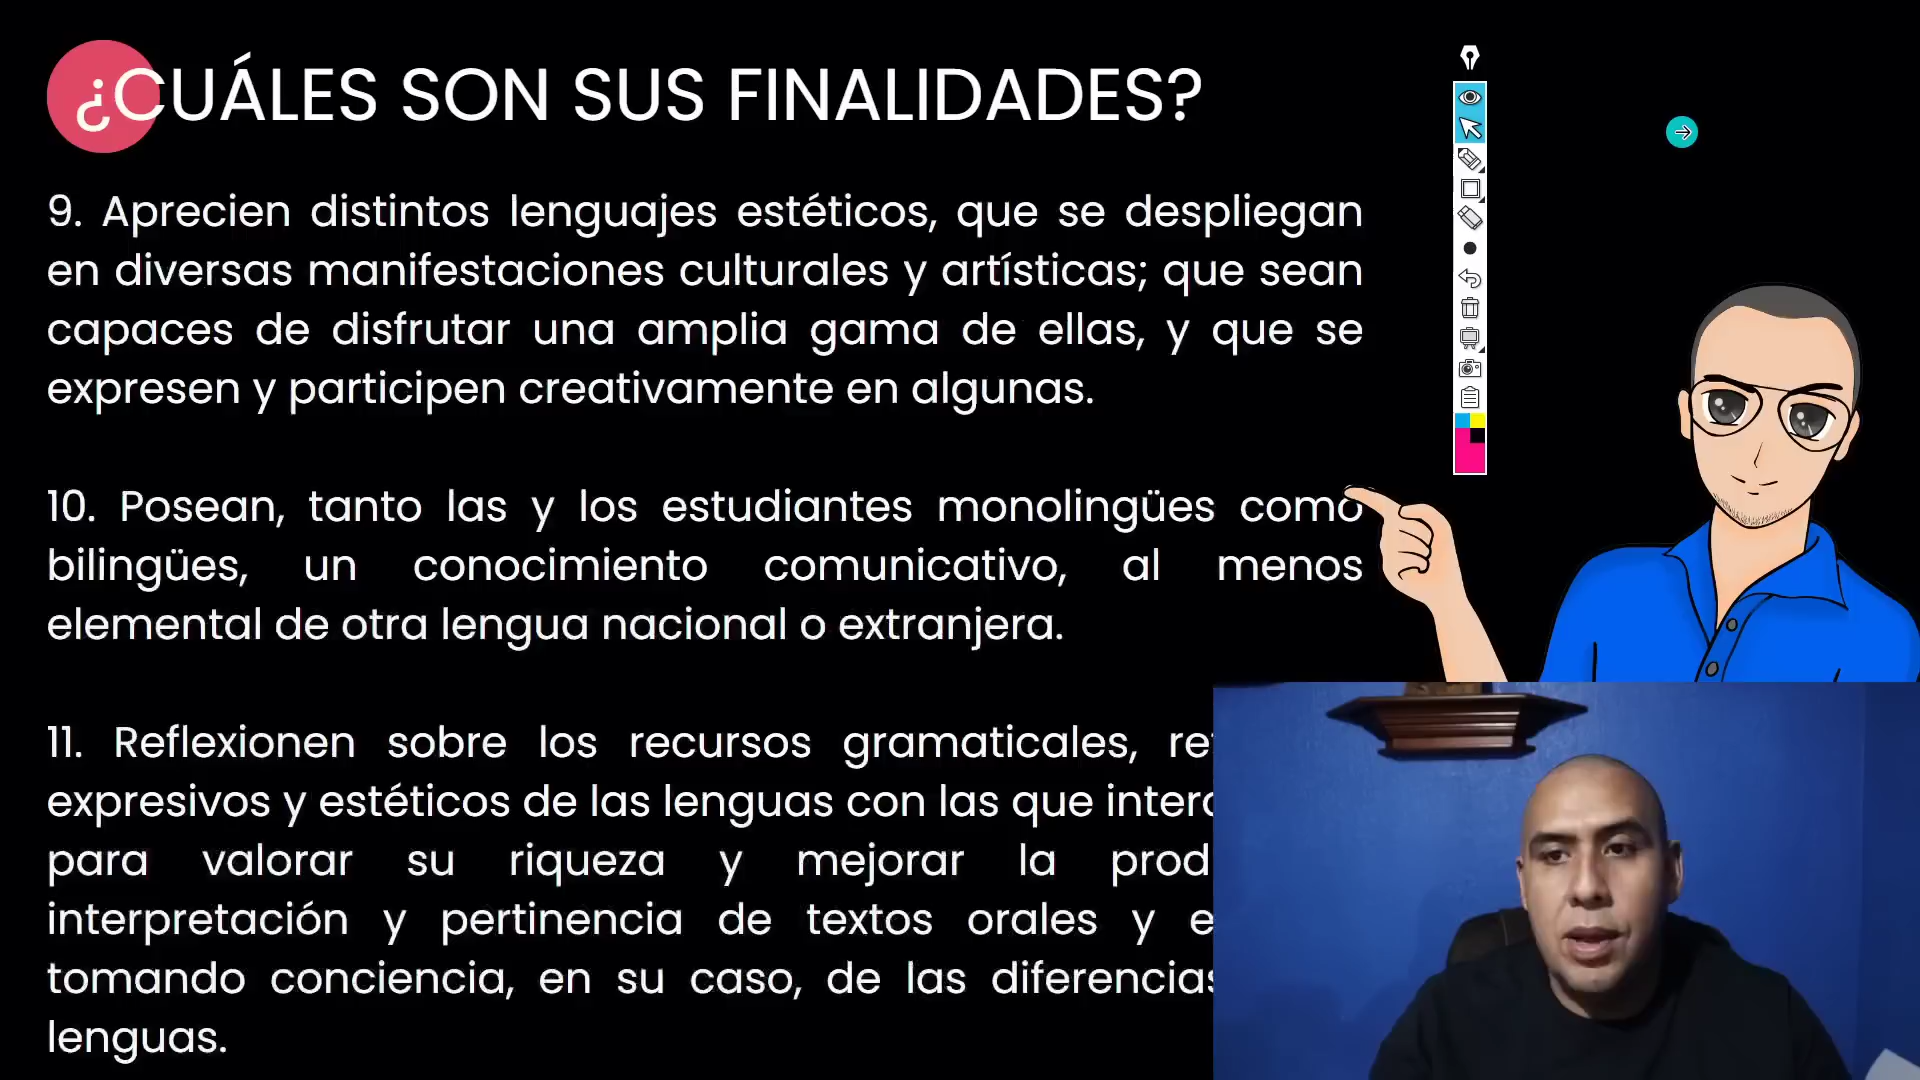 ¿CUÁLES SON SUS FINALIDADES?
9. Aprecien distintos lenguajes estéticos, que se despliegan
en diversas manifestaciones culturales y artísticas; que sean
capaces de disfrutar una amplia gama de ellas, y que se
expresen y participen creativamente en algunas.
10. Posean, tanto las y los estudiantes monolingües como
bilingües, un conocimiento comunicativo, al menos
elemental de otra lengua nacional o extranjera.
11. Reflexionen sobre los recursos gramaticales,
expresivos y estéticos de las lenguas con las que
para valorar su riqueza y mejorar la
interpretación y pertinencia de textos orales y
tomando conciencia, en su caso, de las diferencias
lenguas.